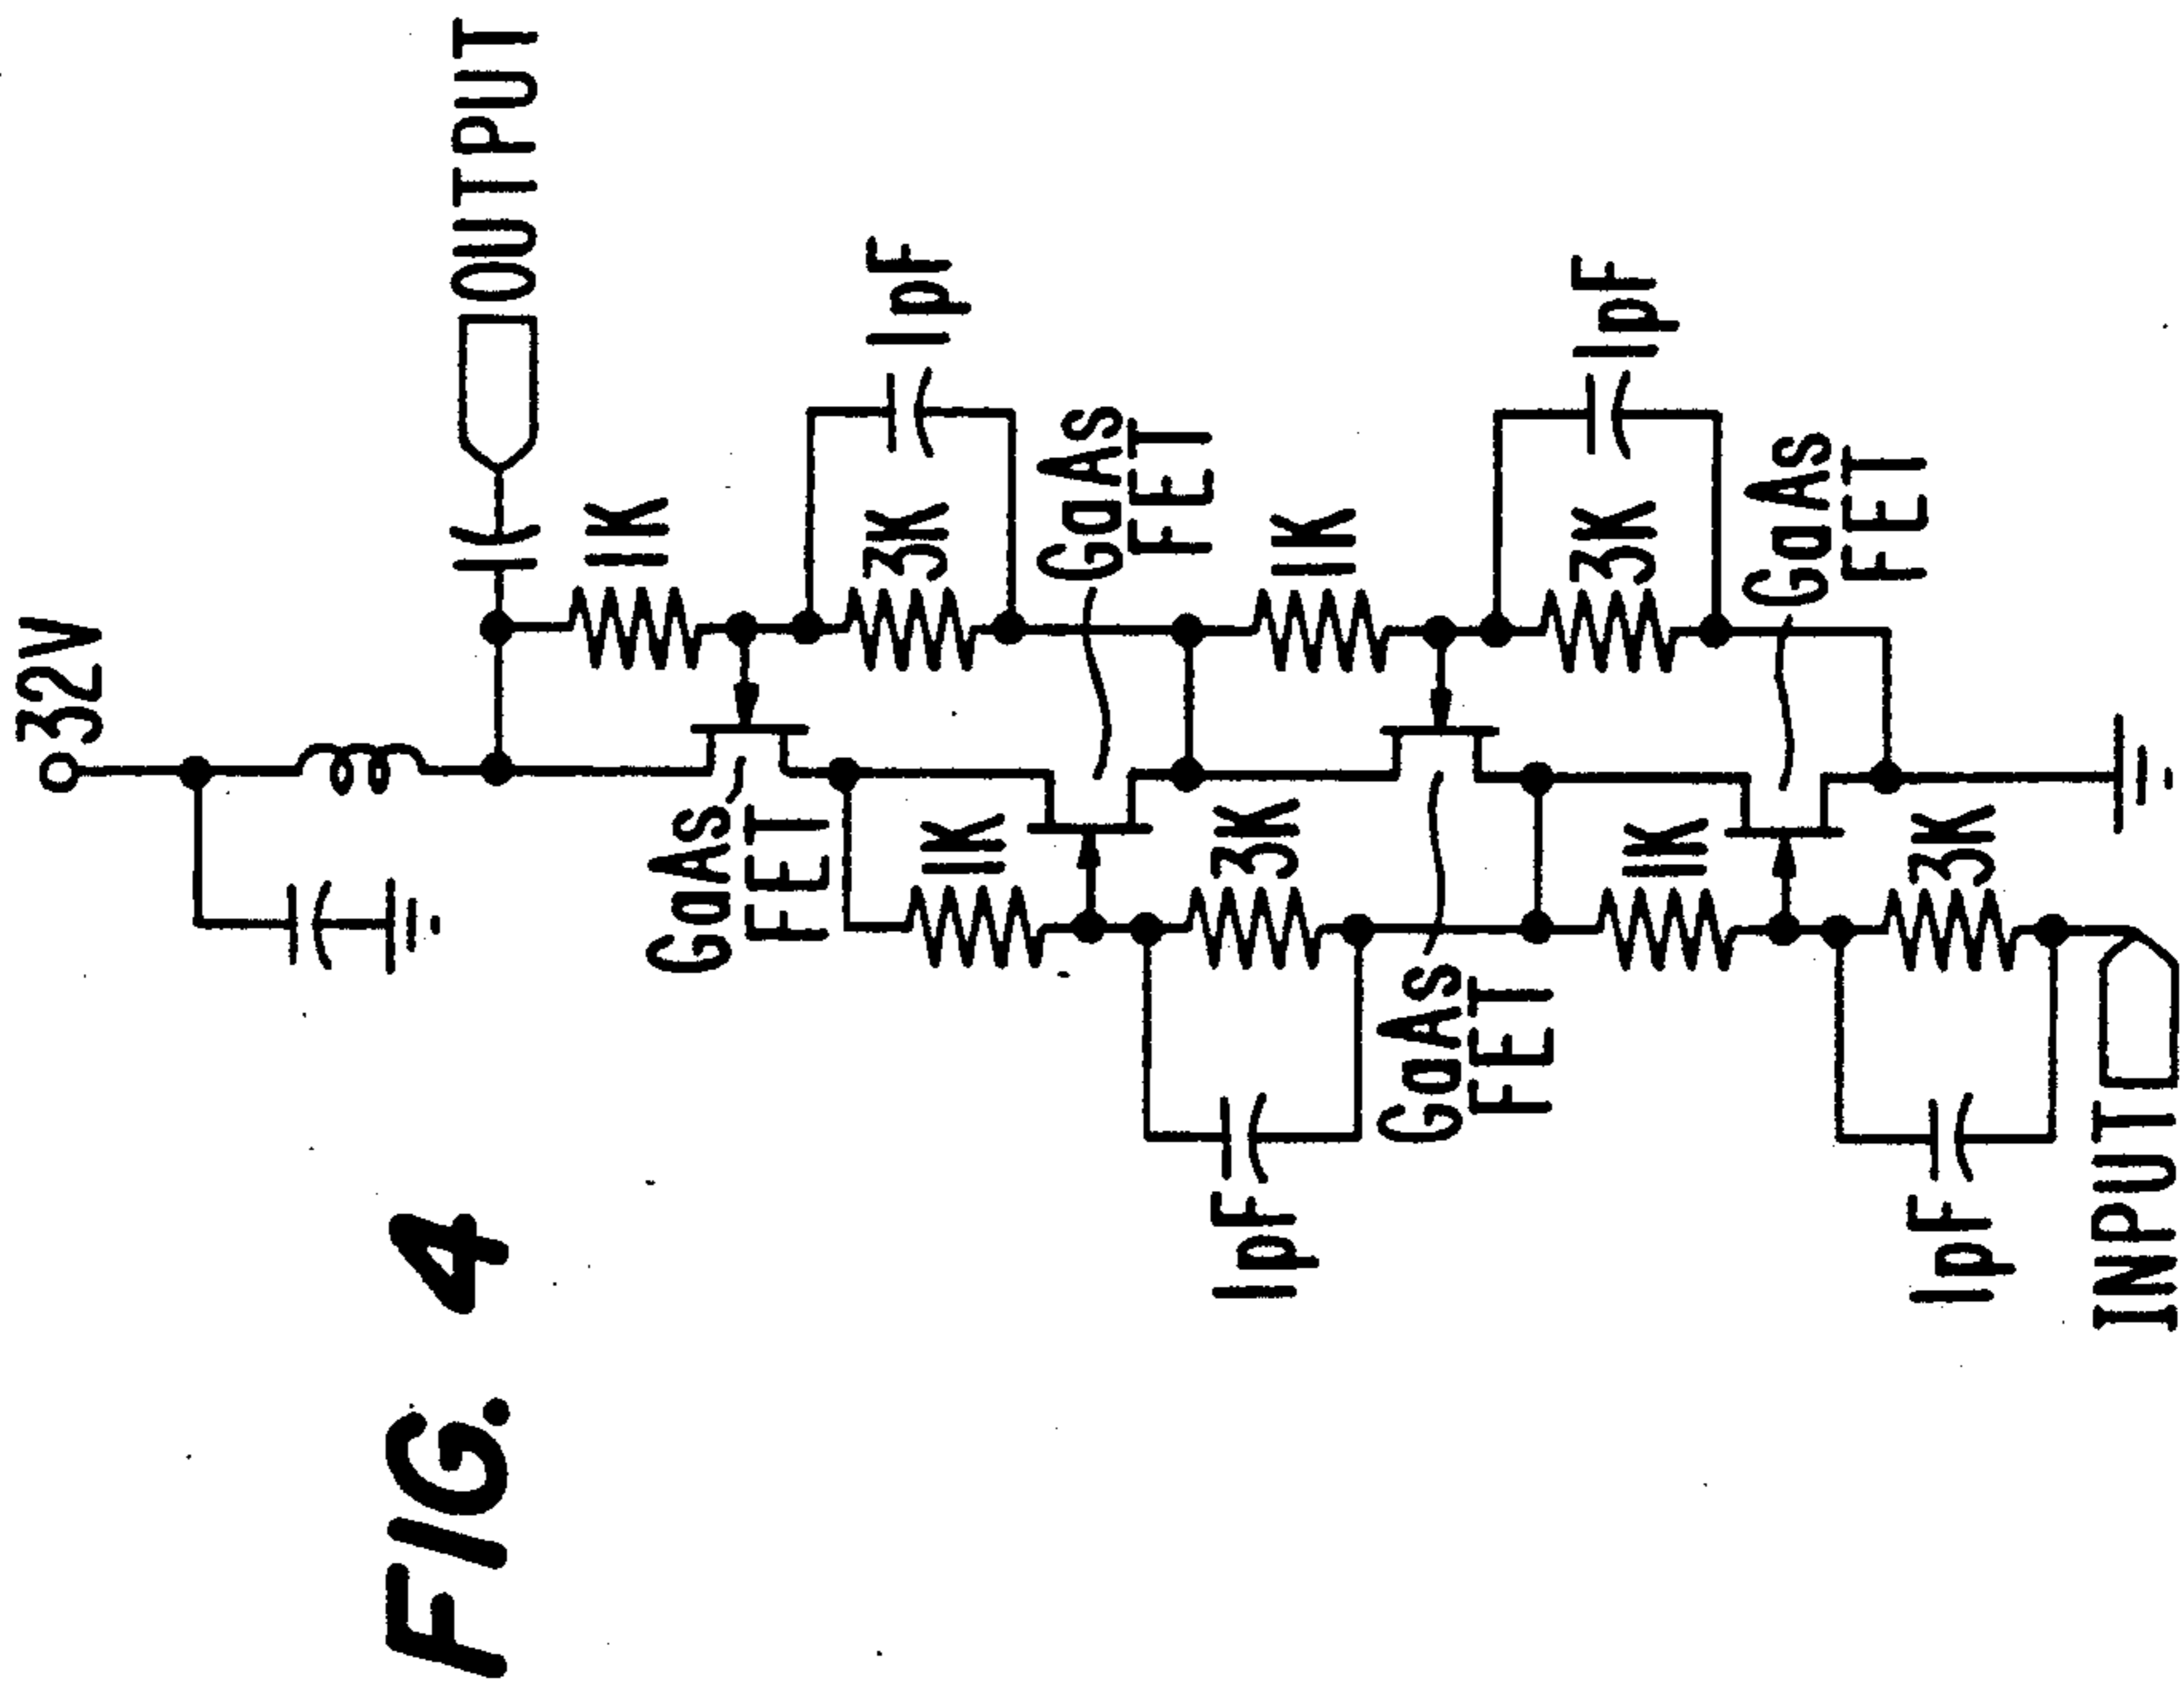 FIG. 4
32V
OUTPUT
1K
1pF
3K
GaAs
FET
GaAs
FET
1K
3K
1pF
1K
3K
1pF
GaAs
FET
GaAs
FET
1K
3K
1pF
INPUT